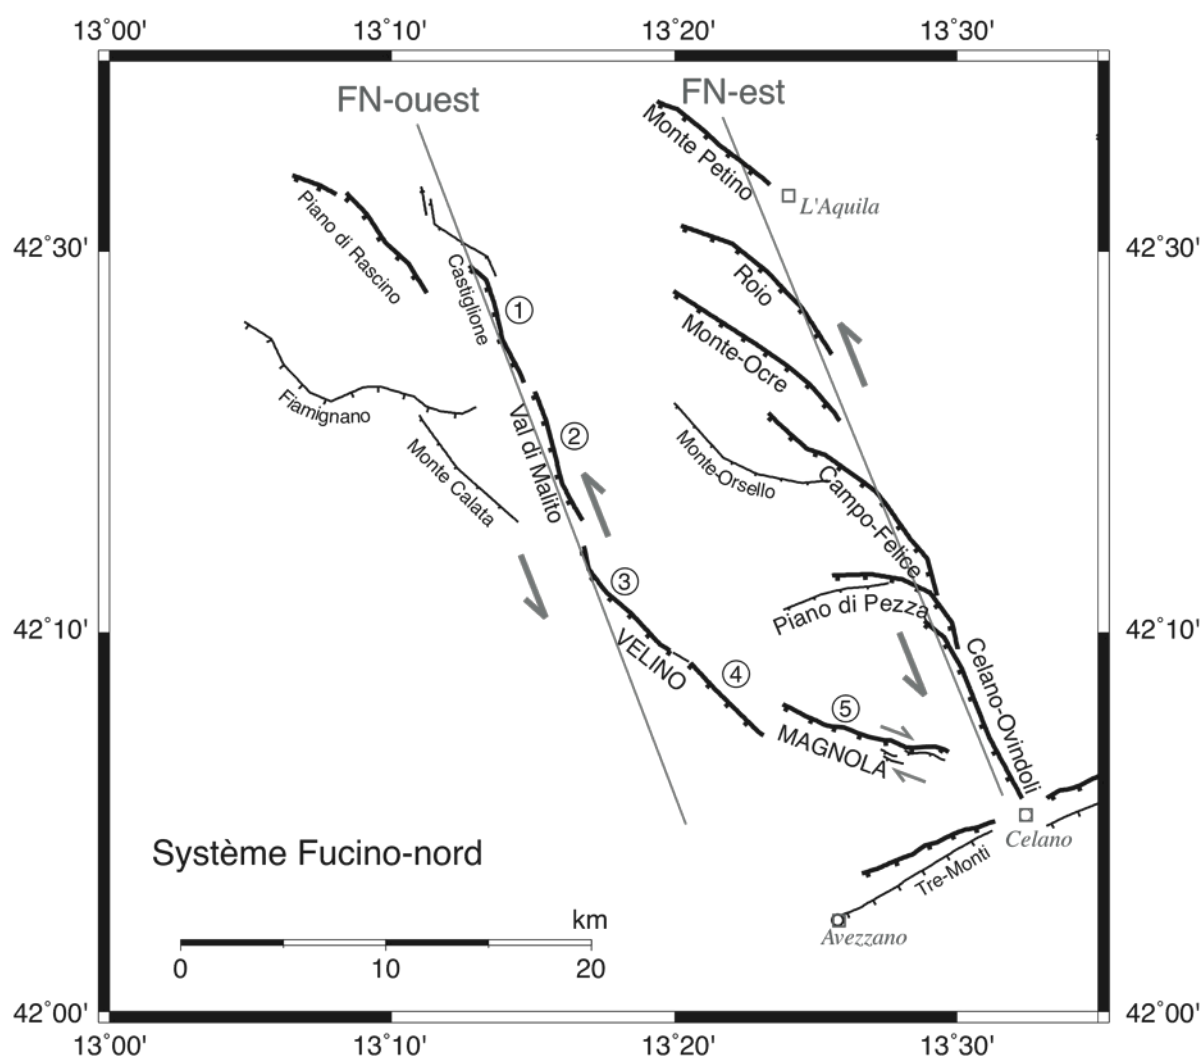 13°00'
13°10'
13°20'
13°30'
FN-ouest
FN-est
Monte Petino
L'Aquila
Piano di Rascino
42°30'
42°30'
Castiglione
Roio
1
Monte-Ocre
Fiamignano
Val di Malito
2
Monte Calata
Monte-Orsello
Campo-Felice
3
Piano di Pezza
42°10'
42°10'
VELINO
4
Celano-Ovindoli
5
MAGNOLA
Celano
Système Fucino-nord
Tre-Monti
km
Avezzano
0
10
20
42°00'
42°00'
13°00'
13°10'
13°20'
13°30'